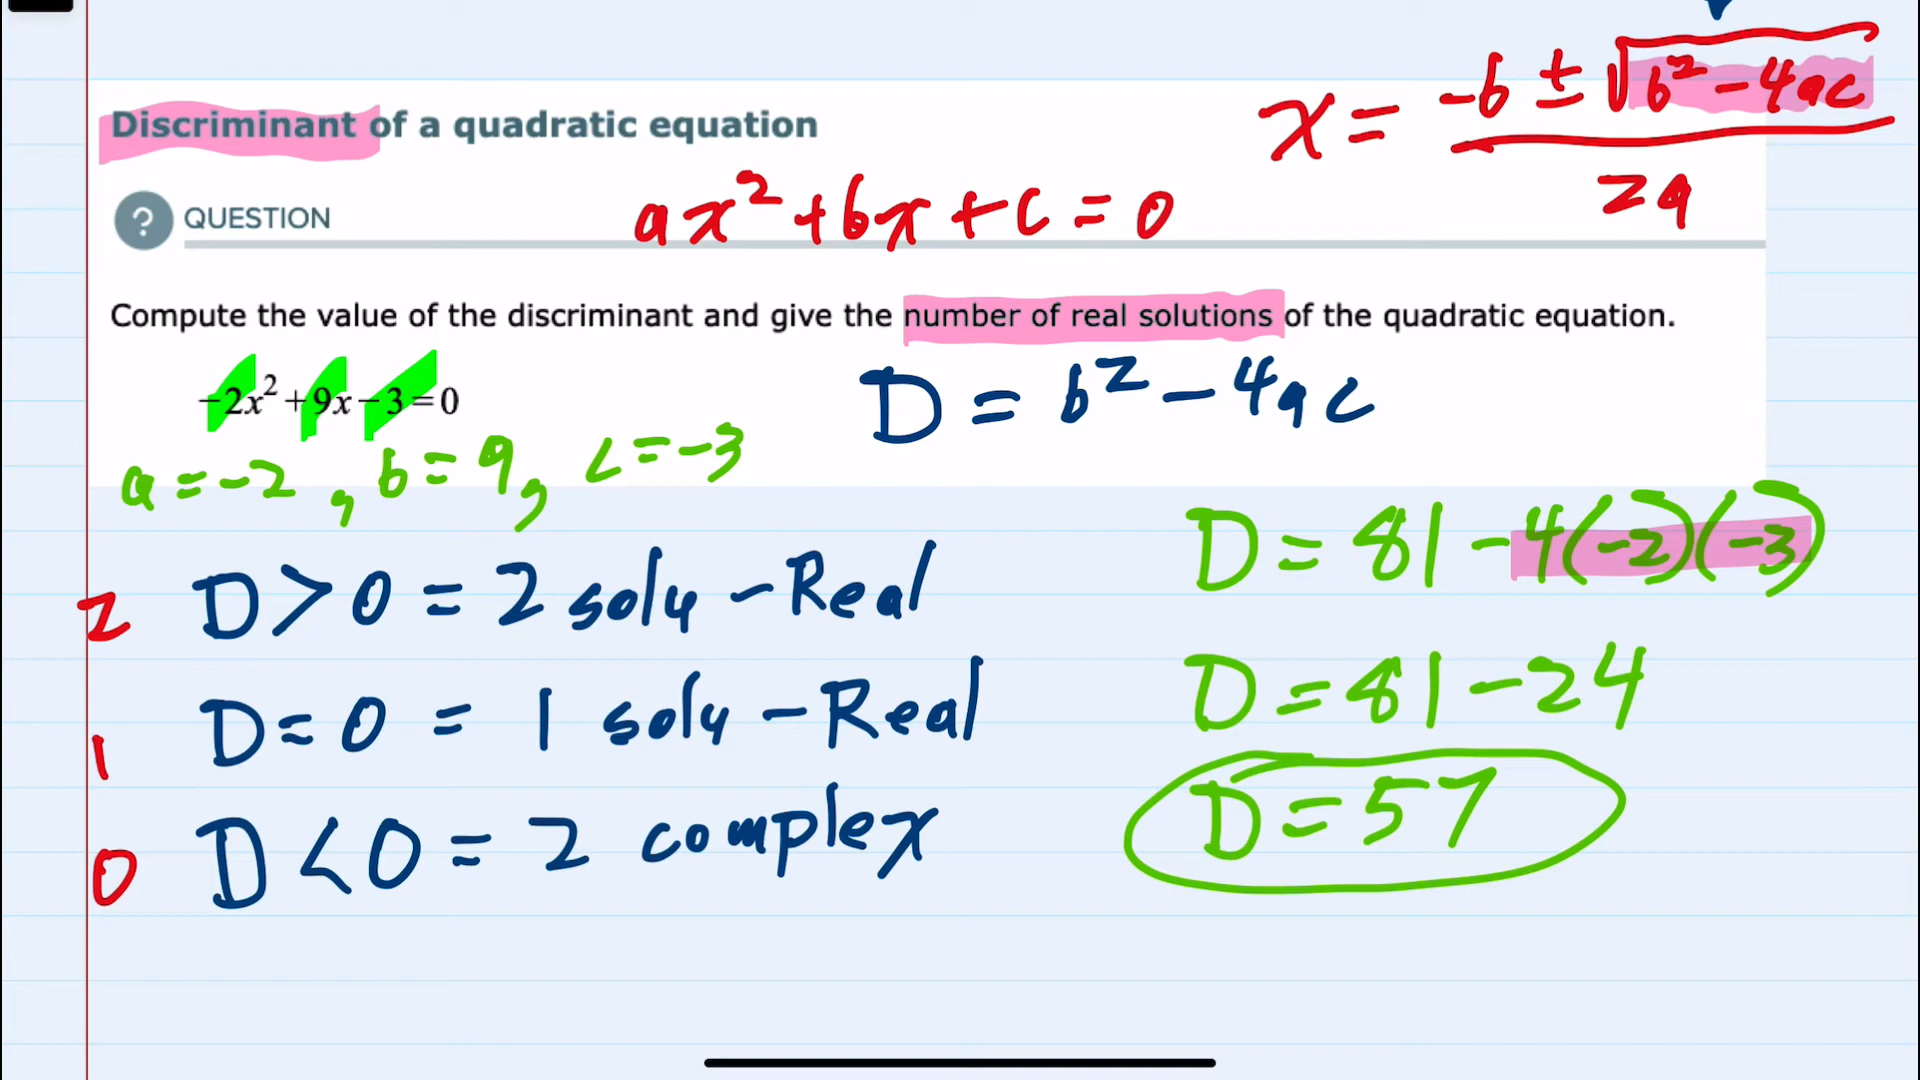 x = -b ± √b² - 4ac / 2a
Discriminant of a quadratic equation
QUESTION
ax² + bx + c = 0
Compute the value of the discriminant and give the number of real solutions of the quadratic equation.
-2x² + 9x - 3 = 0
D = b² - 4ac
a = -2, b = 9, c = -3
D = 81 - 4(-2)(-3)
2 D > 0 = 2 soln - Real
D = 81 - 24
1 D = 0 = 1 soln - Real
D = 57
0 D < 0 = 2 complex